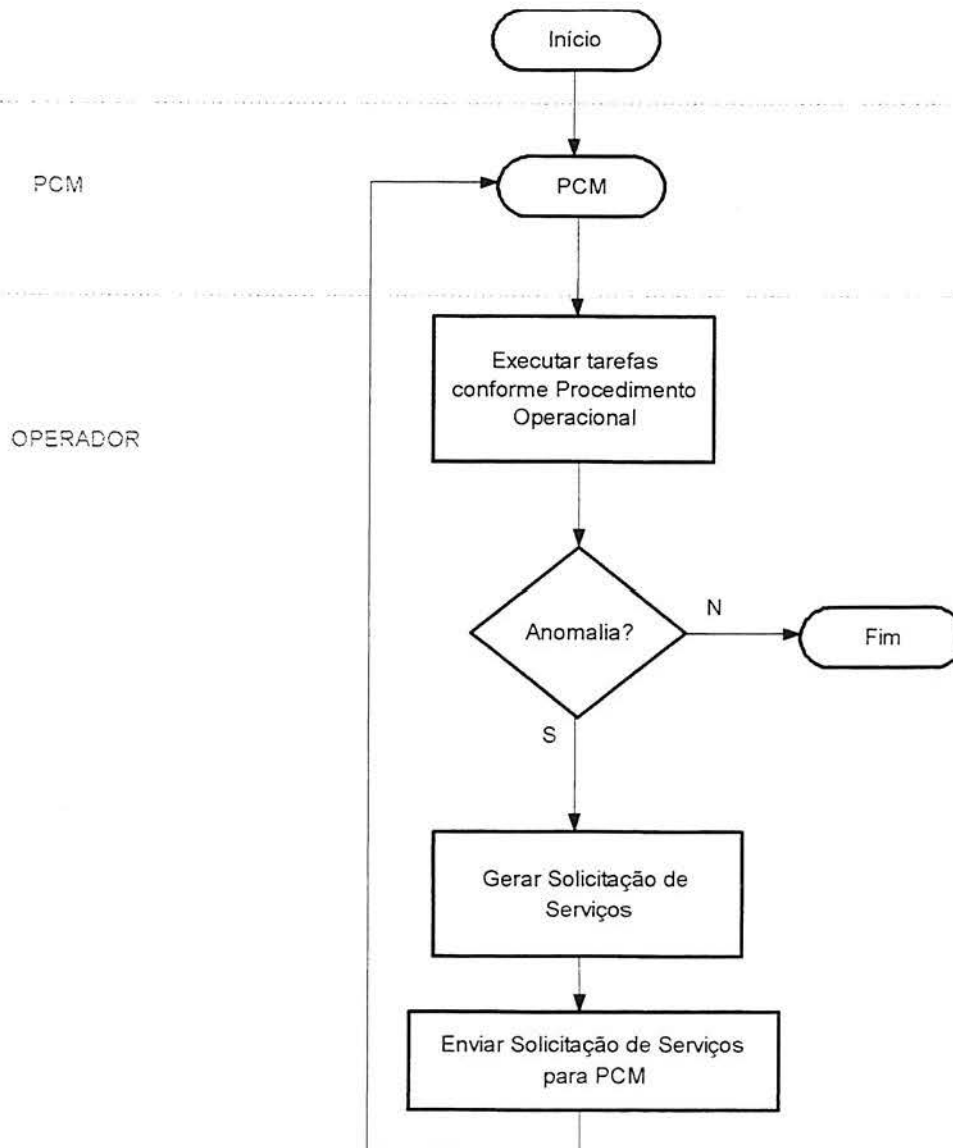 Início
PCM
PCM
Executar tarefas
conforme Procedimento
Operacional
OPERADOR
Anomalia?
N
Fim
S
Gerar Solicitação de
Serviços
Enviar Solicitação de Serviços
para PCM